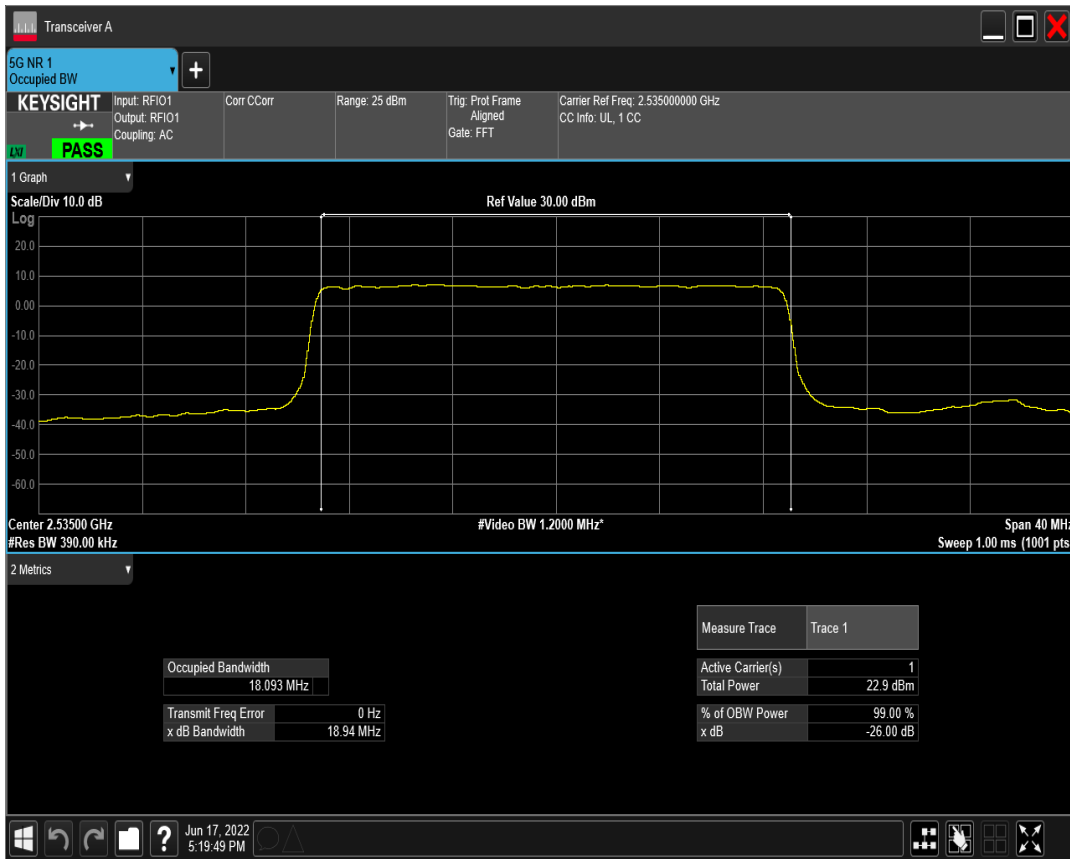 Transceiver A
5G NR 1
Occupied BW
KEYSIGHT
LXI
PASS
Input: RFIO1
Output: RFIO1
Coupling: AC
Corr CCorr
Range: 25 dBm
Trig: Prot Frame
Aligned
Gate: FFT
Carrier Ref Freq: 2.535000000 GHz
CC Info: UL, 1 CC
1 Graph
Scale/Div 10.0 dB
Ref Value 30.00 dBm
Log
20.0
10.0
0.00
-10.0
-20.0
-30.0
-40.0
-50.0
-60.0
Center 2.53500 GHz
#Video BW 1.2000 MHz*
Span 40 MHz
#Res BW 390.00 kHz
Sweep 1.00 ms (1001 pts
2 Metrics
Measure Trace Trace 1
Occupied Bandwidth
18.093 MHz
Active Carrier(s) 1
Total Power 22.9 dBm
Transmit Freq Error 0 Hz
x dB Bandwidth 18.94 MHz
% of OBW Power 99.00 %
x dB -26.00 dB
?
Jun 17, 2022
5:19:49 PM